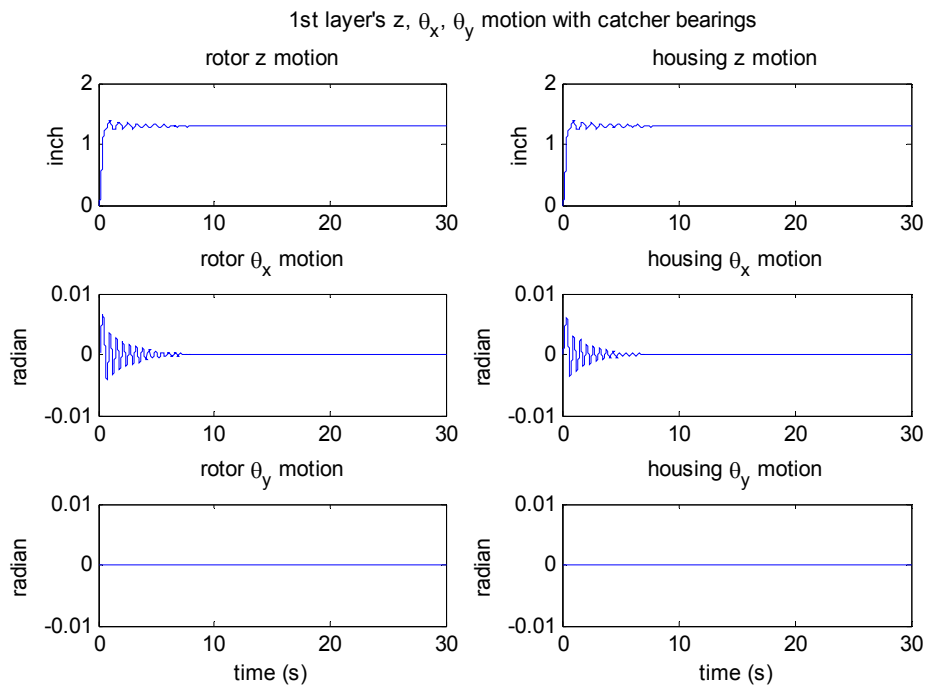 1st layer's z, θx, θy motion with catcher bearings
rotor z motion
2
1
0
inch
0 10 20 30
housing z motion
2
1
0
inch
0 10 20 30
rotor θx motion
0.01
0
-0.01
radian
0 10 20 30
housing θx motion
0.01
0
-0.01
radian
0 10 20 30
rotor θy motion
0.01
0
-0.01
radian
0 10 20 30
time (s)
housing θy motion
0.01
0
-0.01
radian
0 10 20 30
time (s)